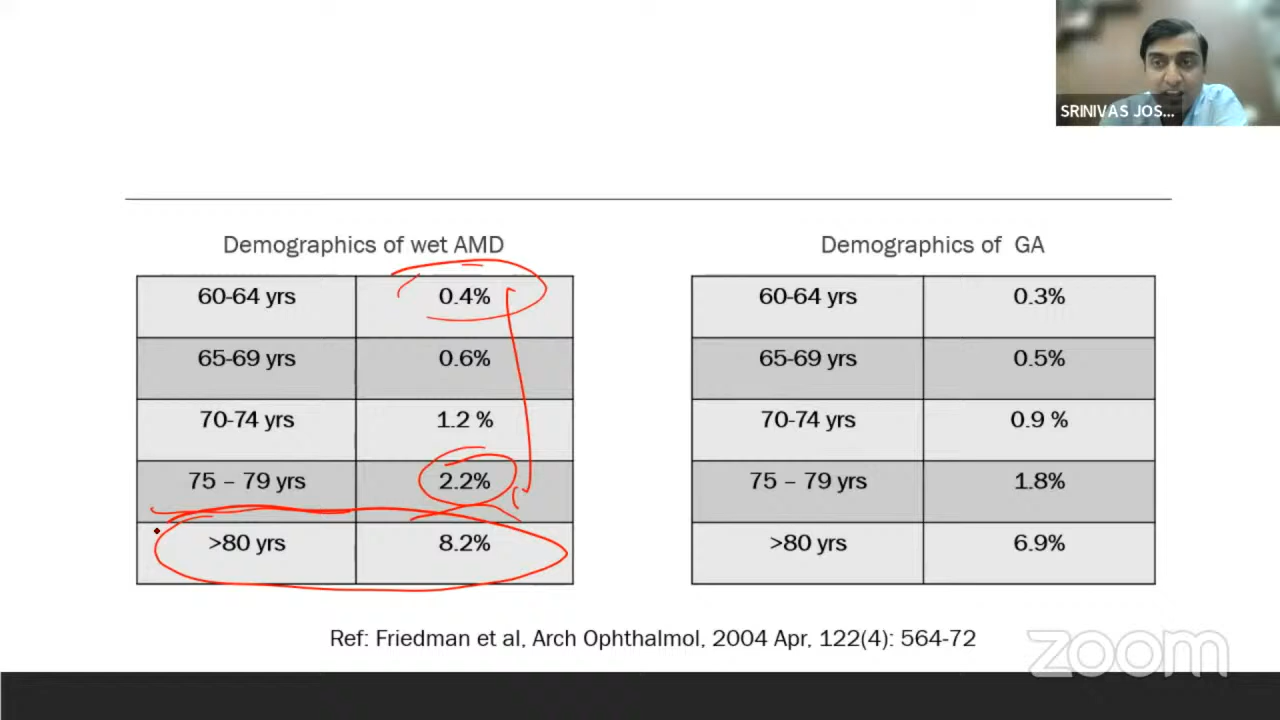 SRINIVAS JOS...
Demographics of wet AMD
60-64 yrs 0.4%
65-69 yrs 0.6%
70-74 yrs 1.2 %
75 – 79 yrs 2.2%
>80 yrs 8.2%
Demographics of GA
60-64 yrs 0.3%
65-69 yrs 0.5%
70-74 yrs 0.9 %
75 – 79 yrs 1.8%
>80 yrs 6.9%
Ref: Friedman et al, Arch Ophthalmol, 2004 Apr, 122(4): 564-72
zoom